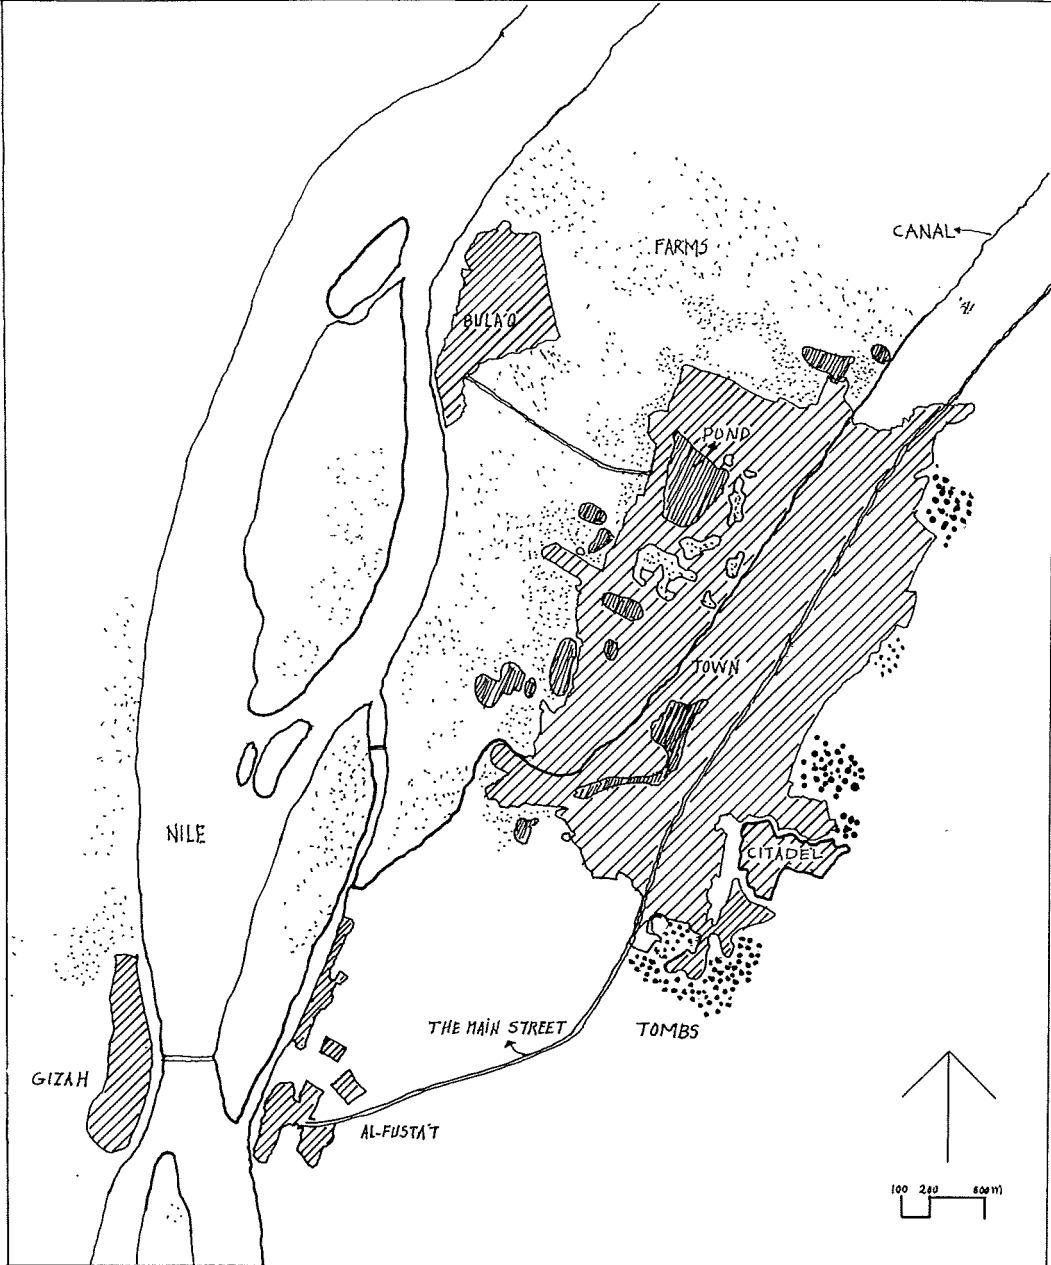 CANAL
FARMS
BULA'Q
POND
TOWN
NILE
CITADEL
THE MAIN STREET
TOMBS
GIZAH
AL-FUSTA'T
100 200 600M